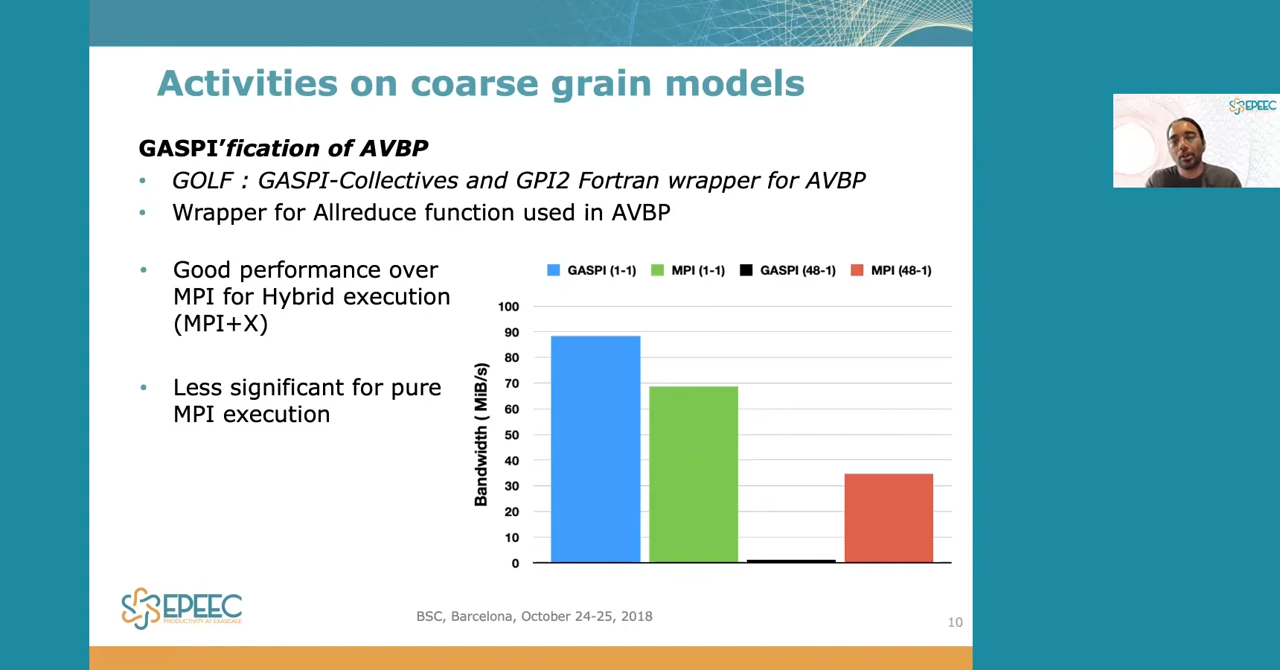 Activities on coarse grain models
GASPI'fication of AVBP
• GOLF : GASPI-Collectives and GPI2 Fortran wrapper for AVBP
• Wrapper for Allreduce function used in AVBP
• Good performance over
MPI for Hybrid execution
(MPI+X)
• Less significant for pure
MPI execution
GASPI (1-1) MPI (1-1) GASPI (48-1) MPI (48-1)
Bandwidth ( MiB/s)
100
90
80
70
60
50
40
30
20
10
0
EPEEC
PRODUCTIVITY AT EXASCALE
BSC, Barcelona, October 24-25, 2018
10
EPEEC